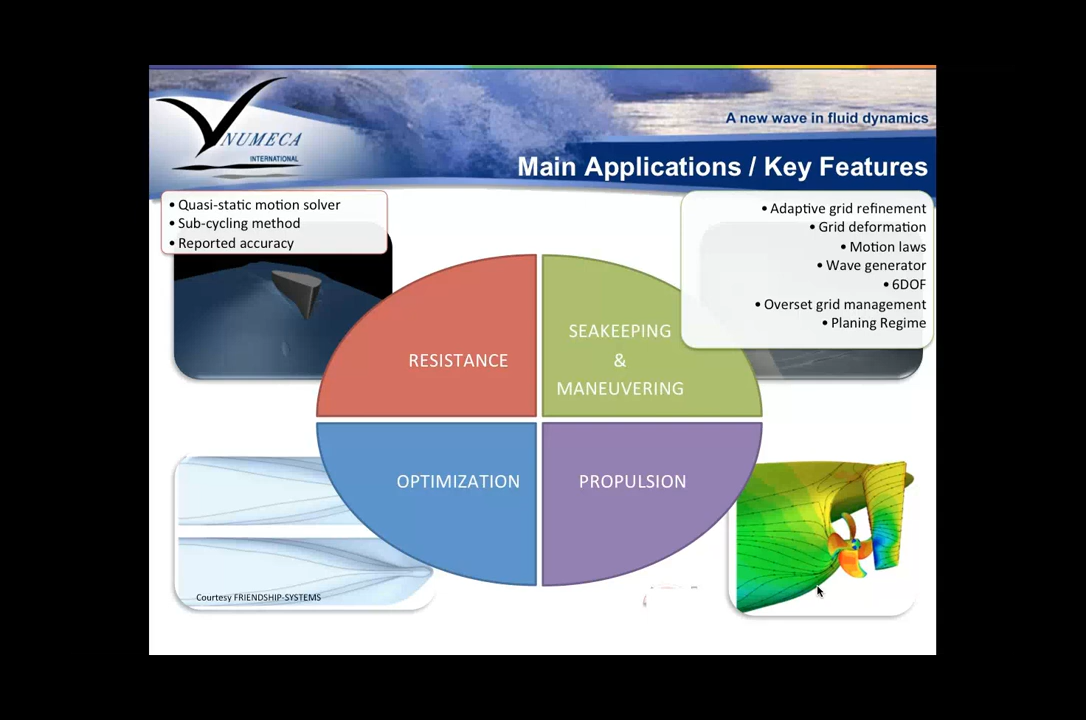 A new wave in fluid dynamics
NUMECA
INTERNATIONAL
Main Applications / Key Features
• Quasi-static motion solver
• Sub-cycling method
• Reported accuracy
• Adaptive grid refinement
• Grid deformation
• Motion laws
• Wave generator
• 6DOF
• Overset grid management
• Planing Regime
RESISTANCE
SEAKEEPING
&
MANEUVERING
OPTIMIZATION
PROPULSION
Courtesy FRIENDSHIP-SYSTEMS